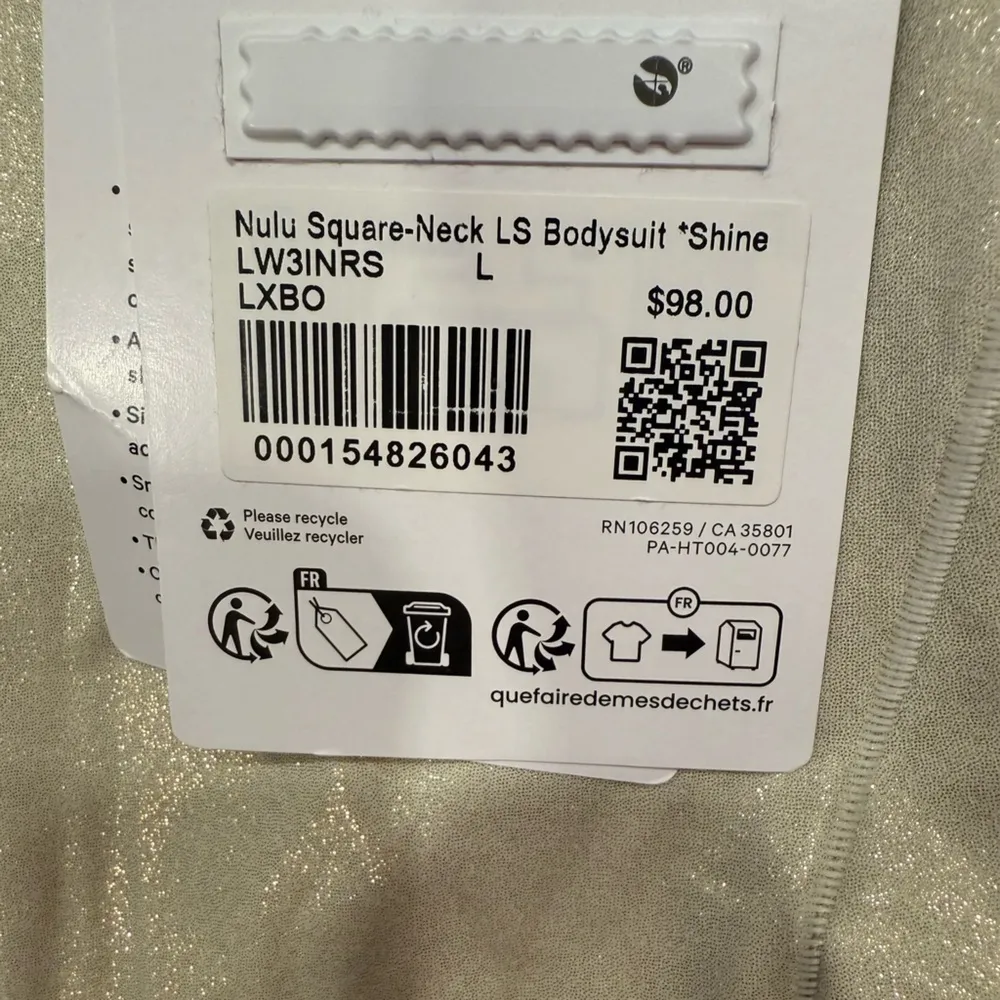 ®
Nulu Square-Neck LS Bodysuit *Shine
LW3INRS L
LXBO
$98.00
000154826043
Please recycle
Veuillez recycler
RN106259 / CA 35801
PA-HT004-0077
FR
FR
quefairedemesdechets.fr